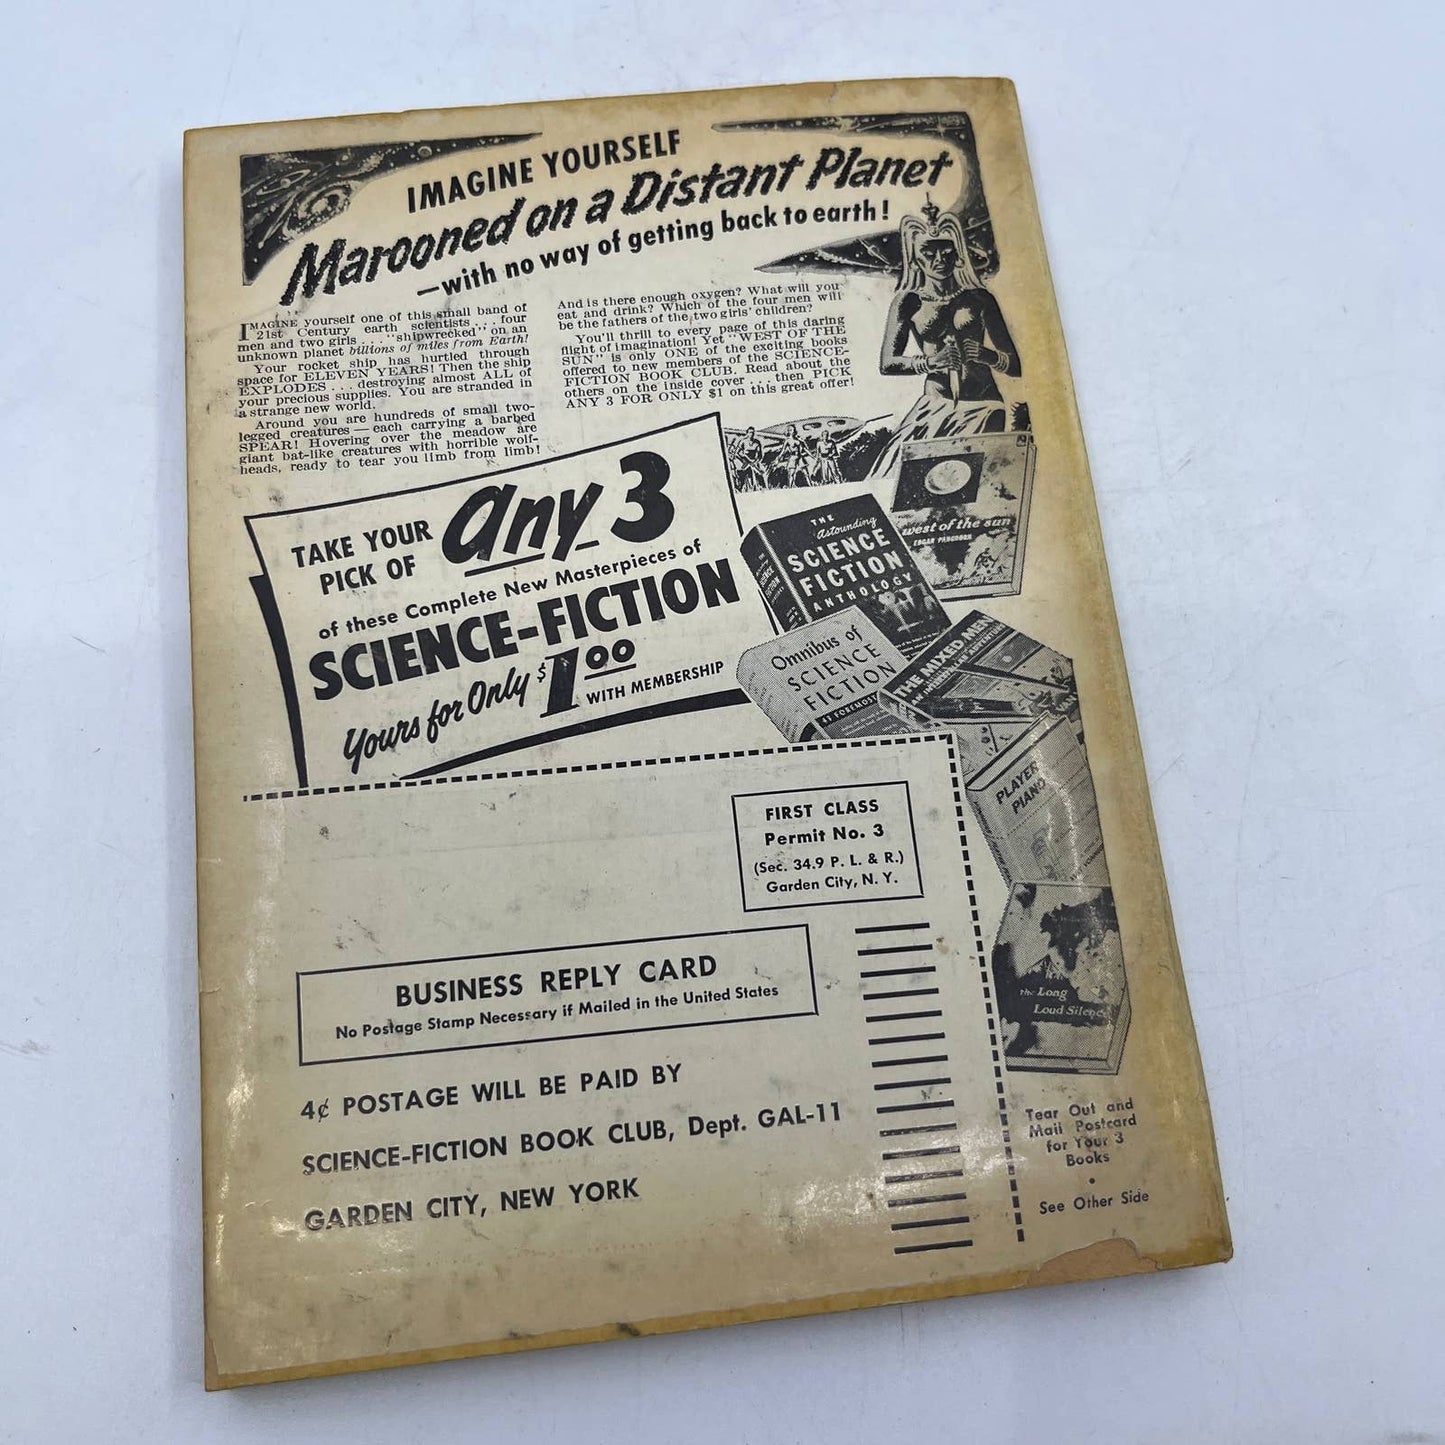 IMAGINE YOURSELF
Marooned on a Distant Planet
—with no way of getting back to earth!
IMAGINE yourself one of this small band of
21st Century earth scientists . . . four
men and two girls . . . "shipwrecked" on an
unknown planet billions of miles from Earth!
Your rocket ship has hurtled through
space for ELEVEN YEARS! Then the ship
EXPLODES . . . destroying almost ALL of
your precious supplies. You are stranded in
a strange new world.
Around you are hundreds of small two-
legged creatures — each carrying a barbed
SPEAR! Hovering over the meadow are
giant bat-like creatures with horrible wolf-
heads, ready to tear you limb from limb!
And is there enough oxygen? What will you
eat and drink? Which of the four men will
be the fathers of the two girls' children?
You'll thrill to every page of this daring
flight of imagination! Yet "WEST OF THE
SUN" is only ONE of the exciting books
offered to new members of the SCIENCE-
FICTION BOOK CLUB. Read about the
others on the inside cover . . . then PICK
ANY 3 FOR ONLY $1 on this great offer!
TAKE YOUR
PICK OF
any 3
of these Complete New Masterpieces of
SCIENCE-FICTION
Yours for Only $1.00
WITH MEMBERSHIP
west of the sun
EDGAR PANGBORN
THE
Astounding
SCIENCE
FICTION
ANTHOLOGY
Omnibus of
SCIENCE
FICTION
43 FOREMOST
THE MIXED MEN
PLAYER
PIANO
the Long
Loud Silence
FIRST CLASS
Permit No. 3
(Sec. 34.9 P. L. & R.)
Garden City, N. Y.
BUSINESS REPLY CARD
No Postage Stamp Necessary if Mailed in the United States
4¢ POSTAGE WILL BE PAID BY
SCIENCE-FICTION BOOK CLUB, Dept. GAL-11
GARDEN CITY, NEW YORK
Tear Out and
Mail Postcard
for Your 3
Books
•
See Other Side